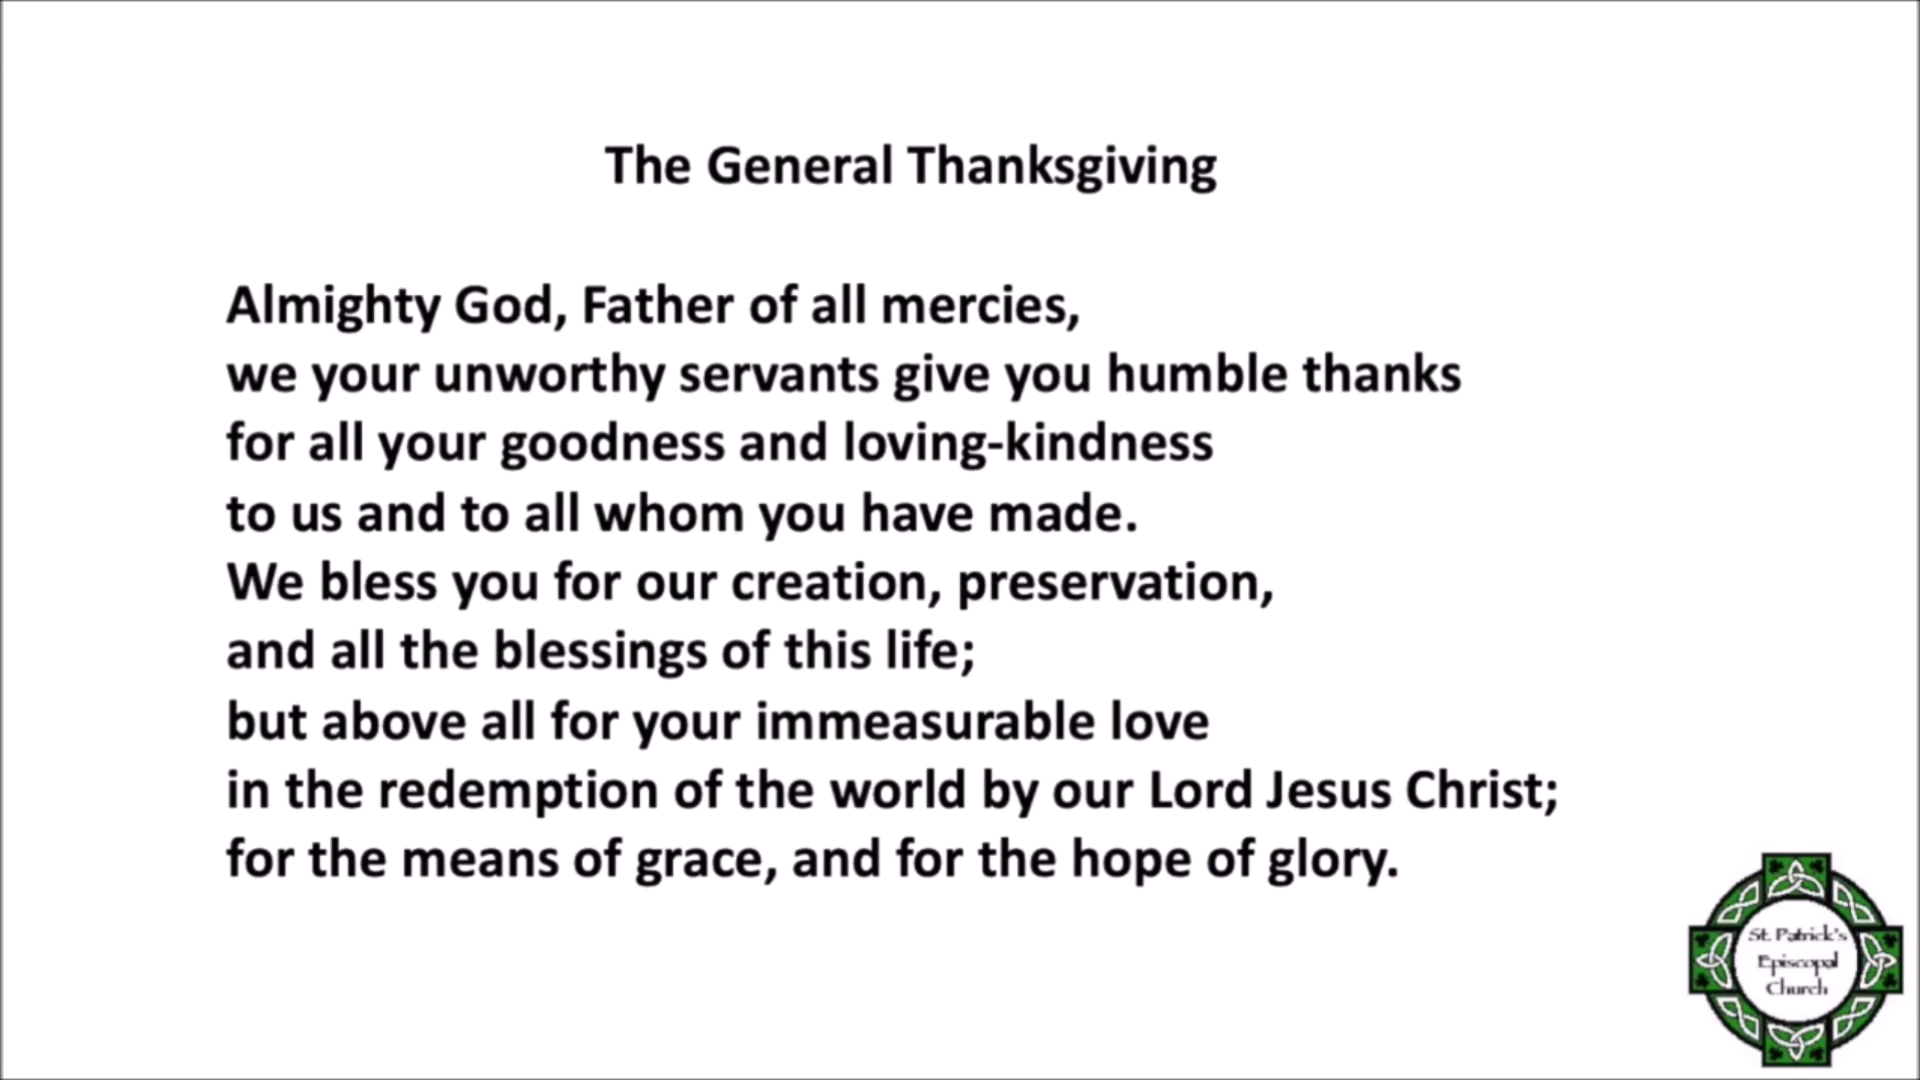 The General Thanksgiving
Almighty God, Father of all mercies,
we your unworthy servants give you humble thanks
for all your goodness and loving-kindness
to us and to all whom you have made.
We bless you for our creation, preservation,
and all the blessings of this life;
but above all for your immeasurable love
in the redemption of the world by our Lord Jesus Christ;
for the means of grace, and for the hope of glory.
St. Patrick's
Episcopal
Church